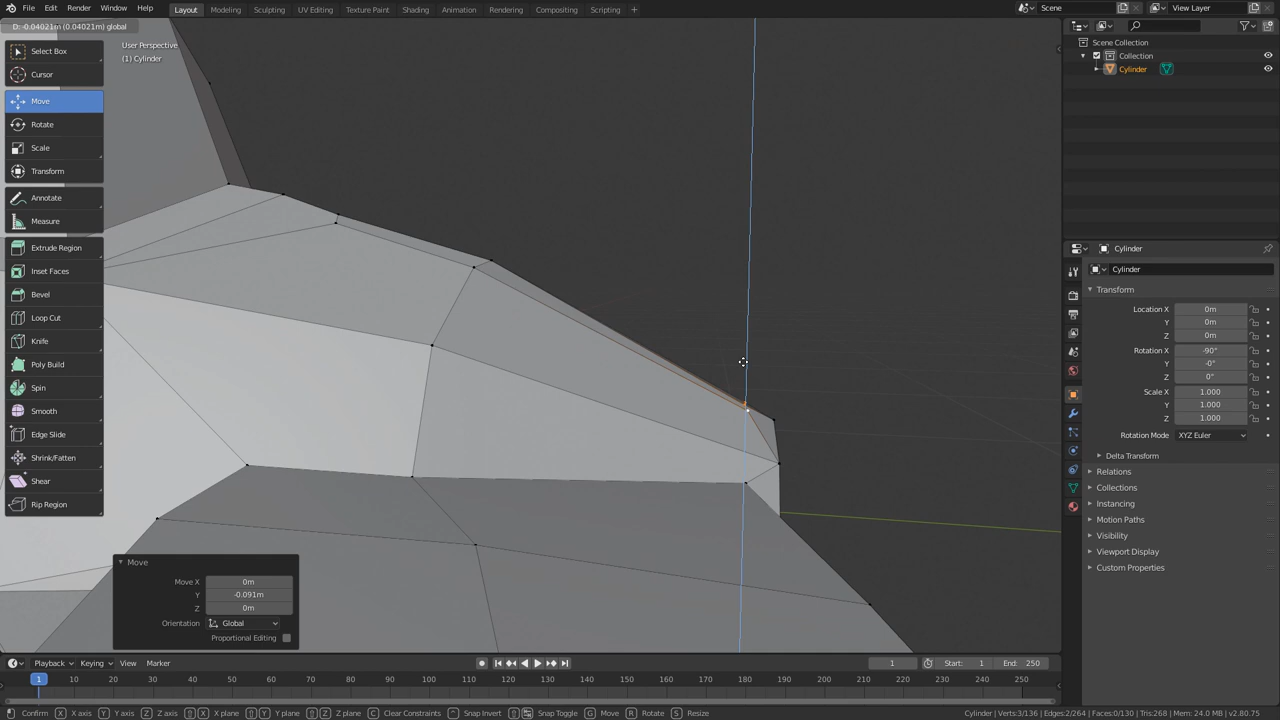 File Edit Render Window Help Layout Modeling Sculpting UV Editing Texture Paint Shading Animation Rendering Compositing Scripting + Scene View Layer
D: -0.04021m (0.04021m) global
User Perspective
(1) Cylinder
Select Box
Cursor
Move
Rotate
Scale
Transform
Annotate
Measure
Extrude Region
Inset Faces
Bevel
Loop Cut
Knife
Poly Build
Spin
Smooth
Edge Slide
Shrink/Fatten
Shear
Rip Region
Move
Move X 0m
Y -0.091m
Z 0m
Orientation Global
Proportional Editing
Scene Collection
Collection
Cylinder
Cylinder
Cylinder
Transform
Location X 0m
Y 0m
Z 0m
Rotation X -90°
Y -0°
Z 0°
Scale X 1.000
Y 1.000
Z 1.000
Rotation Mode XYZ Euler
Delta Transform
Relations
Collections
Instancing
Motion Paths
Visibility
Viewport Display
Custom Properties
Playback Keying View Marker 1 Start: 1 End: 250
1 10 20 30 40 50 60 70 80 90 100 110 120 130 140 150 160 170 180 190 200 210 220 230 240 250
Confirm X X axis Y Y axis Z Z axis X X plane Y Y plane Z Z plane C Clear Constraints Snap Invert Snap Toggle G Move R Rotate S Resize Cylinder | Verts:3/136 | Edges:2/264 | Faces:0/130 | Tris:268 | Mem: 24.0 MB | v2.80.75